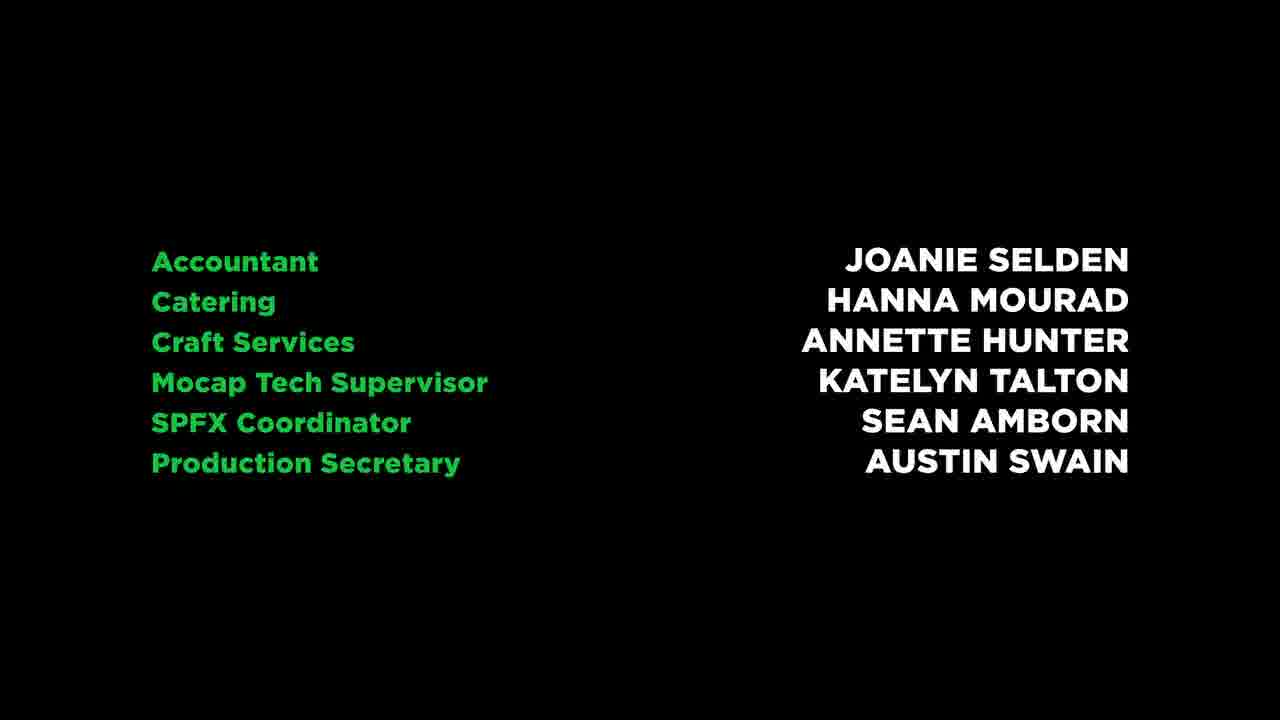 Accountant JOANIE SELDEN
Catering HANNA MOURAD
Craft Services ANNETTE HUNTER
Mocap Tech Supervisor KATELYN TALTON
SPFX Coordinator SEAN AMBORN
Production Secretary AUSTIN SWAIN